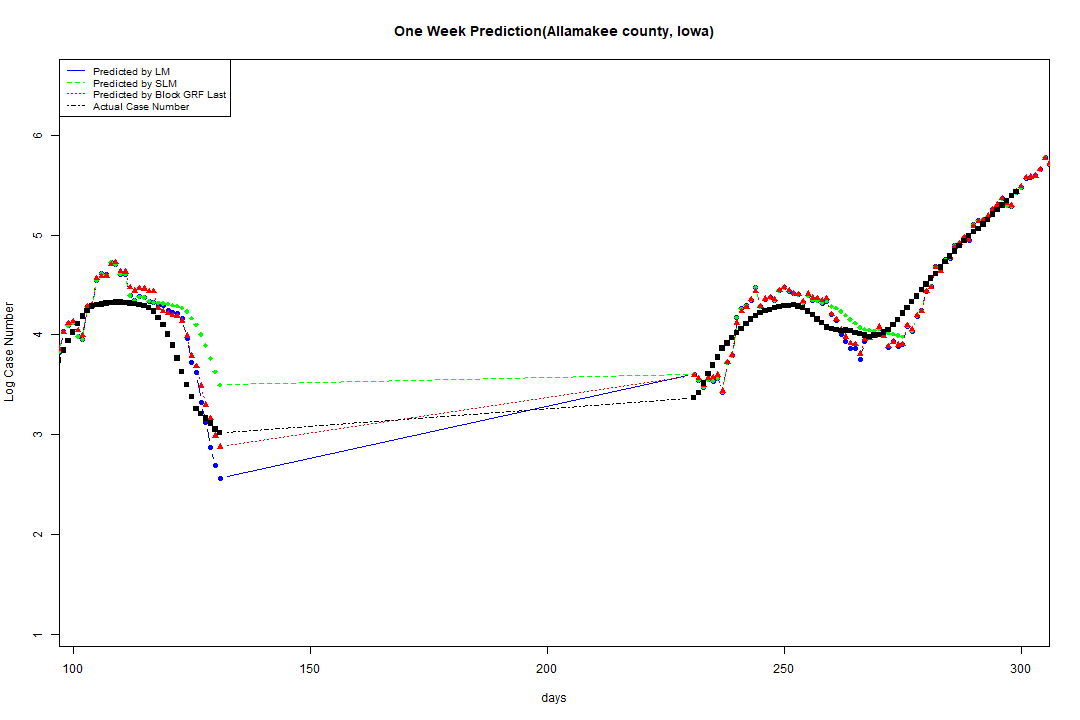 One Week Prediction(Allamakee county, Iowa)
Predicted by LM
Predicted by SLM
Predicted by Block GRF Last
Actual Case Number
Log Case Number
6
5
4
3
2
1
100 150 200 250 300
days